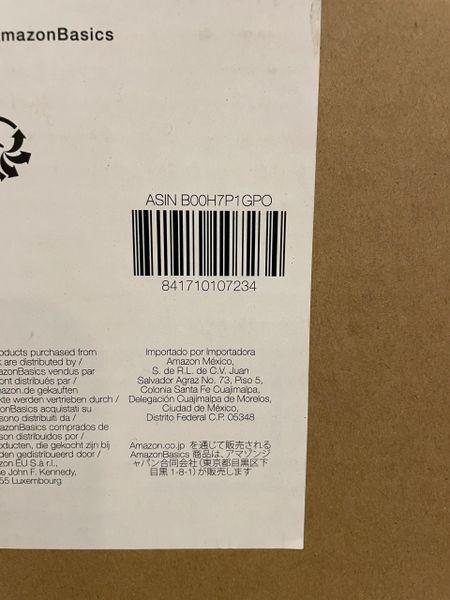 mazonBasics
ASIN B00H7P1GPO
841710107234
oducts purchased from
k are distributed by /
azonBasics vendus par
ont distribués par /
azon.de gekauften
kte werden vertrieben durch /
zonBasics acquistati su
sono distribuiti da /
AmazonBasics comprados de
son distribuidos por /
oducten, die gekocht zijn bij
den gedistribueerd door /
zon EU S.à r.l.,
se John F. Kennedy,
55 Luxembourg
Importado por Importadora
Amazon México,
S. de R.L. de C.V. Juan
Salvador Agraz No. 73, Piso 5,
Colonia Santa Fe Cuajimalpa,
Delegación Cuajimalpa de Morelos,
Ciudad de México,
Distrito Federal C.P. 05348
Amazon.co.jp を通じて販売される
AmazonBasics 商品は、アマゾンジ
ャパン合同会社（東京都目黒区下
目黒 1-8-1）が販売します